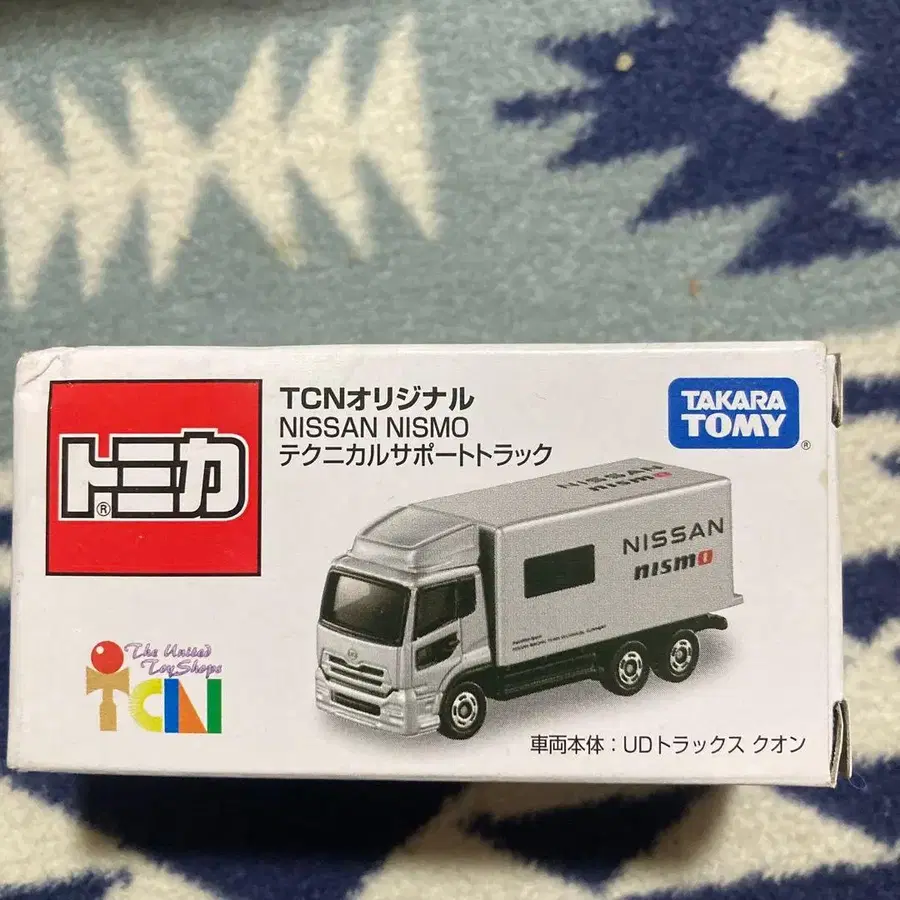 トミカ
®
TCNオリジナル
NISSAN NISMO
テクニカルサポートトラック
TAKARA
TOMY
®
NISSAN
nismo
NISSAN
nismo
The United
Toy Shops
TCN
車両本体：UDトラックス クオン